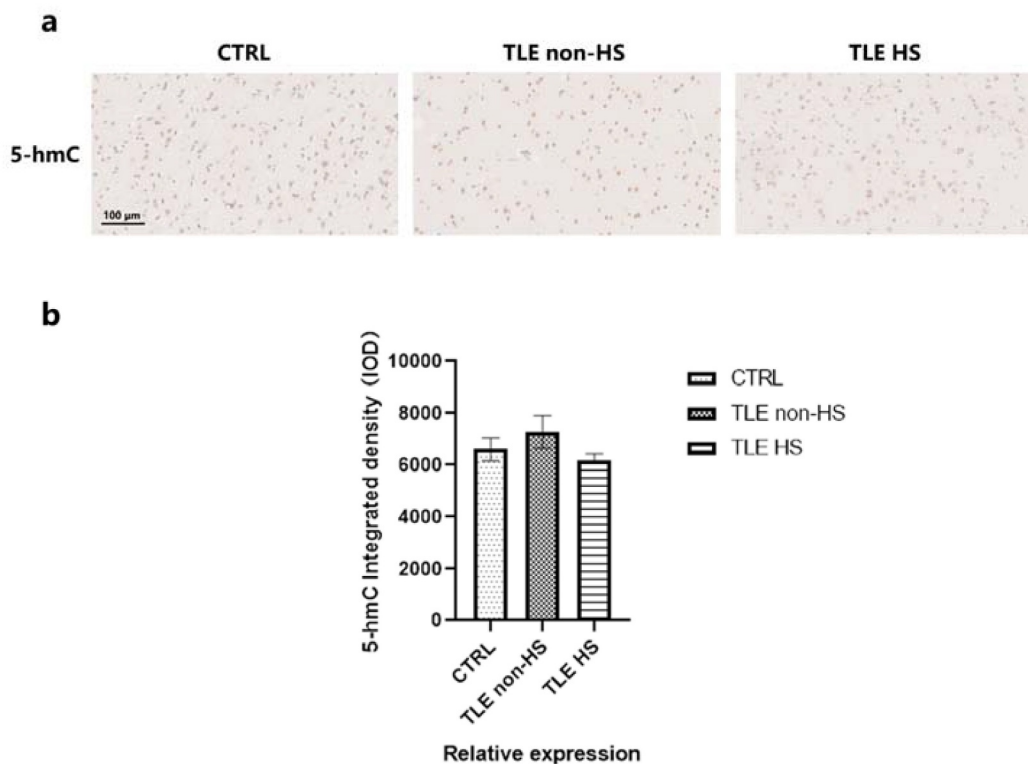 a
CTRL TLE non-HS TLE HS
5-hmC
100 μm
b
5-hmC Integrated density (IOD)
10000
8000
6000
4000
2000
0
CTRL
TLE non-HS
TLE HS
Relative expression
CTRL
TLE non-HS
TLE HS